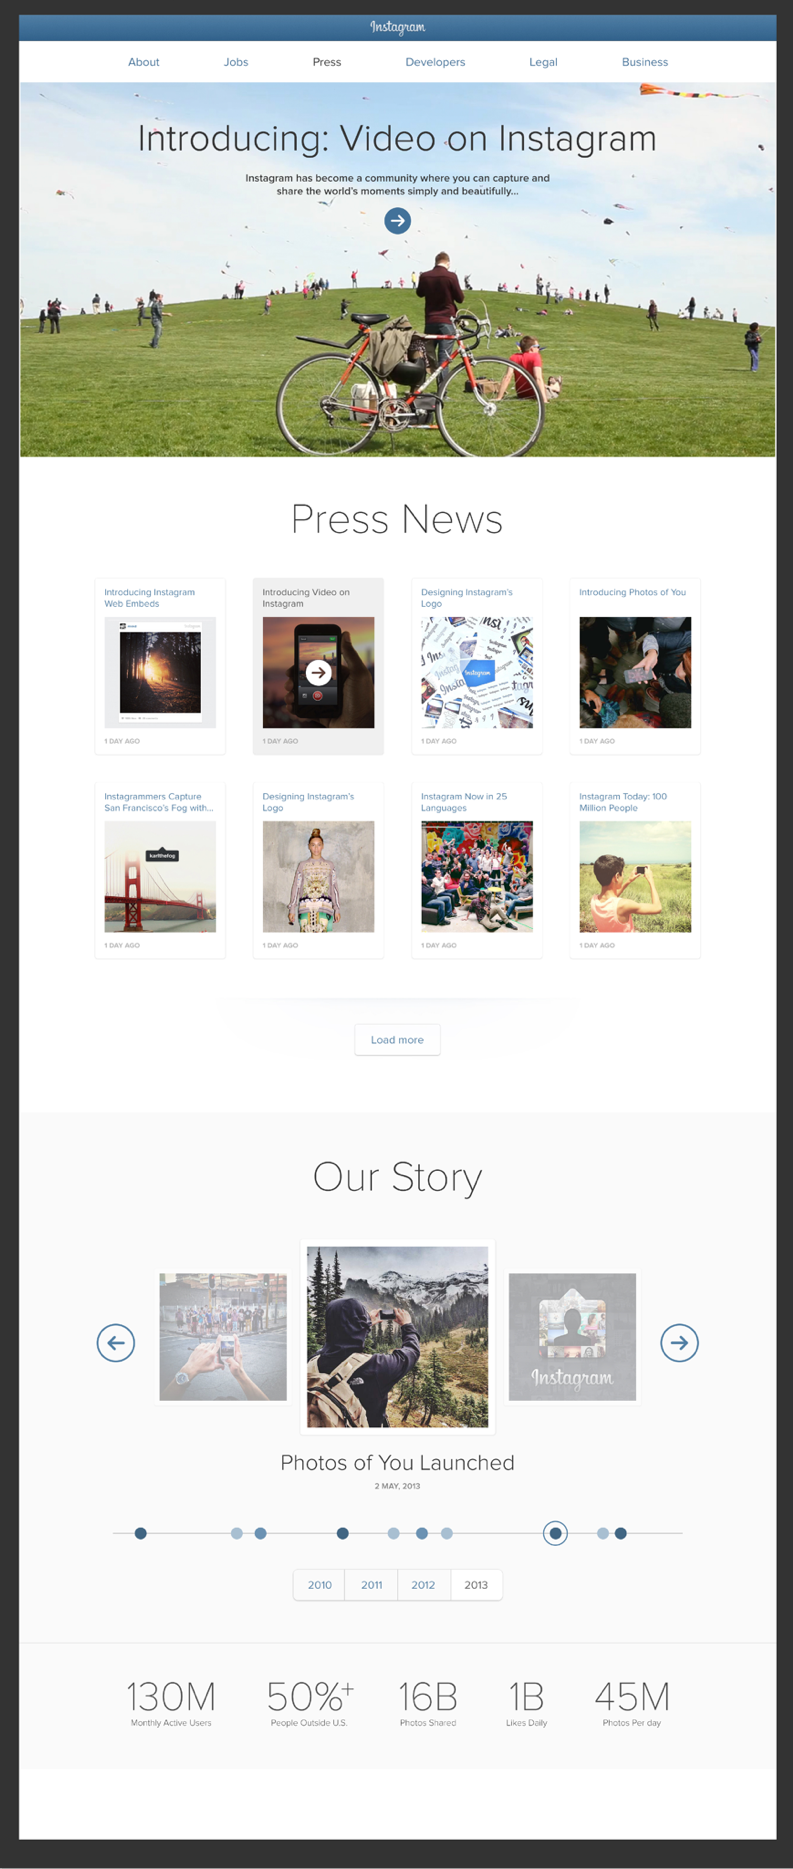 Instagram
About Jobs Press Developers Legal Business
Introducing: Video on Instagram
Instagram has become a community where you can capture and
share the world's moments simply and beautifully...
Press News
Introducing Instagram
Web Embeds
1 DAY AGO
Introducing Video on
Instagram
1 DAY AGO
Designing Instagram's
Logo
Instagram
1 DAY AGO
Introducing Photos of You
1 DAY AGO
Instagrammers Capture
San Francisco's Fog with...
karlthefog
1 DAY AGO
Designing Instagram's
Logo
1 DAY AGO
Instagram Now in 25
Languages
1 DAY AGO
Instagram Today: 100
Million People
1 DAY AGO
Load more
Our Story
Instagram
Photos of You Launched
2 MAY, 2013
2010 2011 2012 2013
130M 50%+ 16B 1B 45M
Monthly Active Users People Outside U.S. Photos Shared Likes Daily Photos Per day